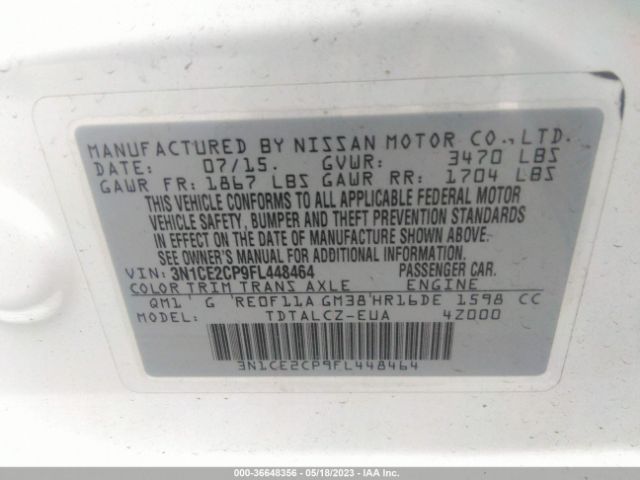 MANUFACTURED BY NISSAN MOTOR CO., LTD.
DATE: 07/15. GVWR: 3470 LBS
GAWR FR: 1867 LBS GAWR RR: 1704 LBS
THIS VEHICLE CONFORMS TO ALL APPLICABLE FEDERAL MOTOR
VEHICLE SAFETY, BUMPER AND THEFT PREVENTION STANDARDS
IN EFFECT ON THE DATE OF MANUFACTURE SHOWN ABOVE.
SEE OWNER'S MANUAL FOR ADDITIONAL INFORMATION.
VIN: 3N1CE2CP9FL448464 PASSENGER CAR.
COLOR TRIM TRANS AXLE ENGINE
QM1 G RE0F11A GM38 HR16DE 1598 CC
MODEL: TDTALCZ-EUA 4Z000
3N1CE2CP9FL448464
000-36648356 - 05/18/2023 - IAA Inc.